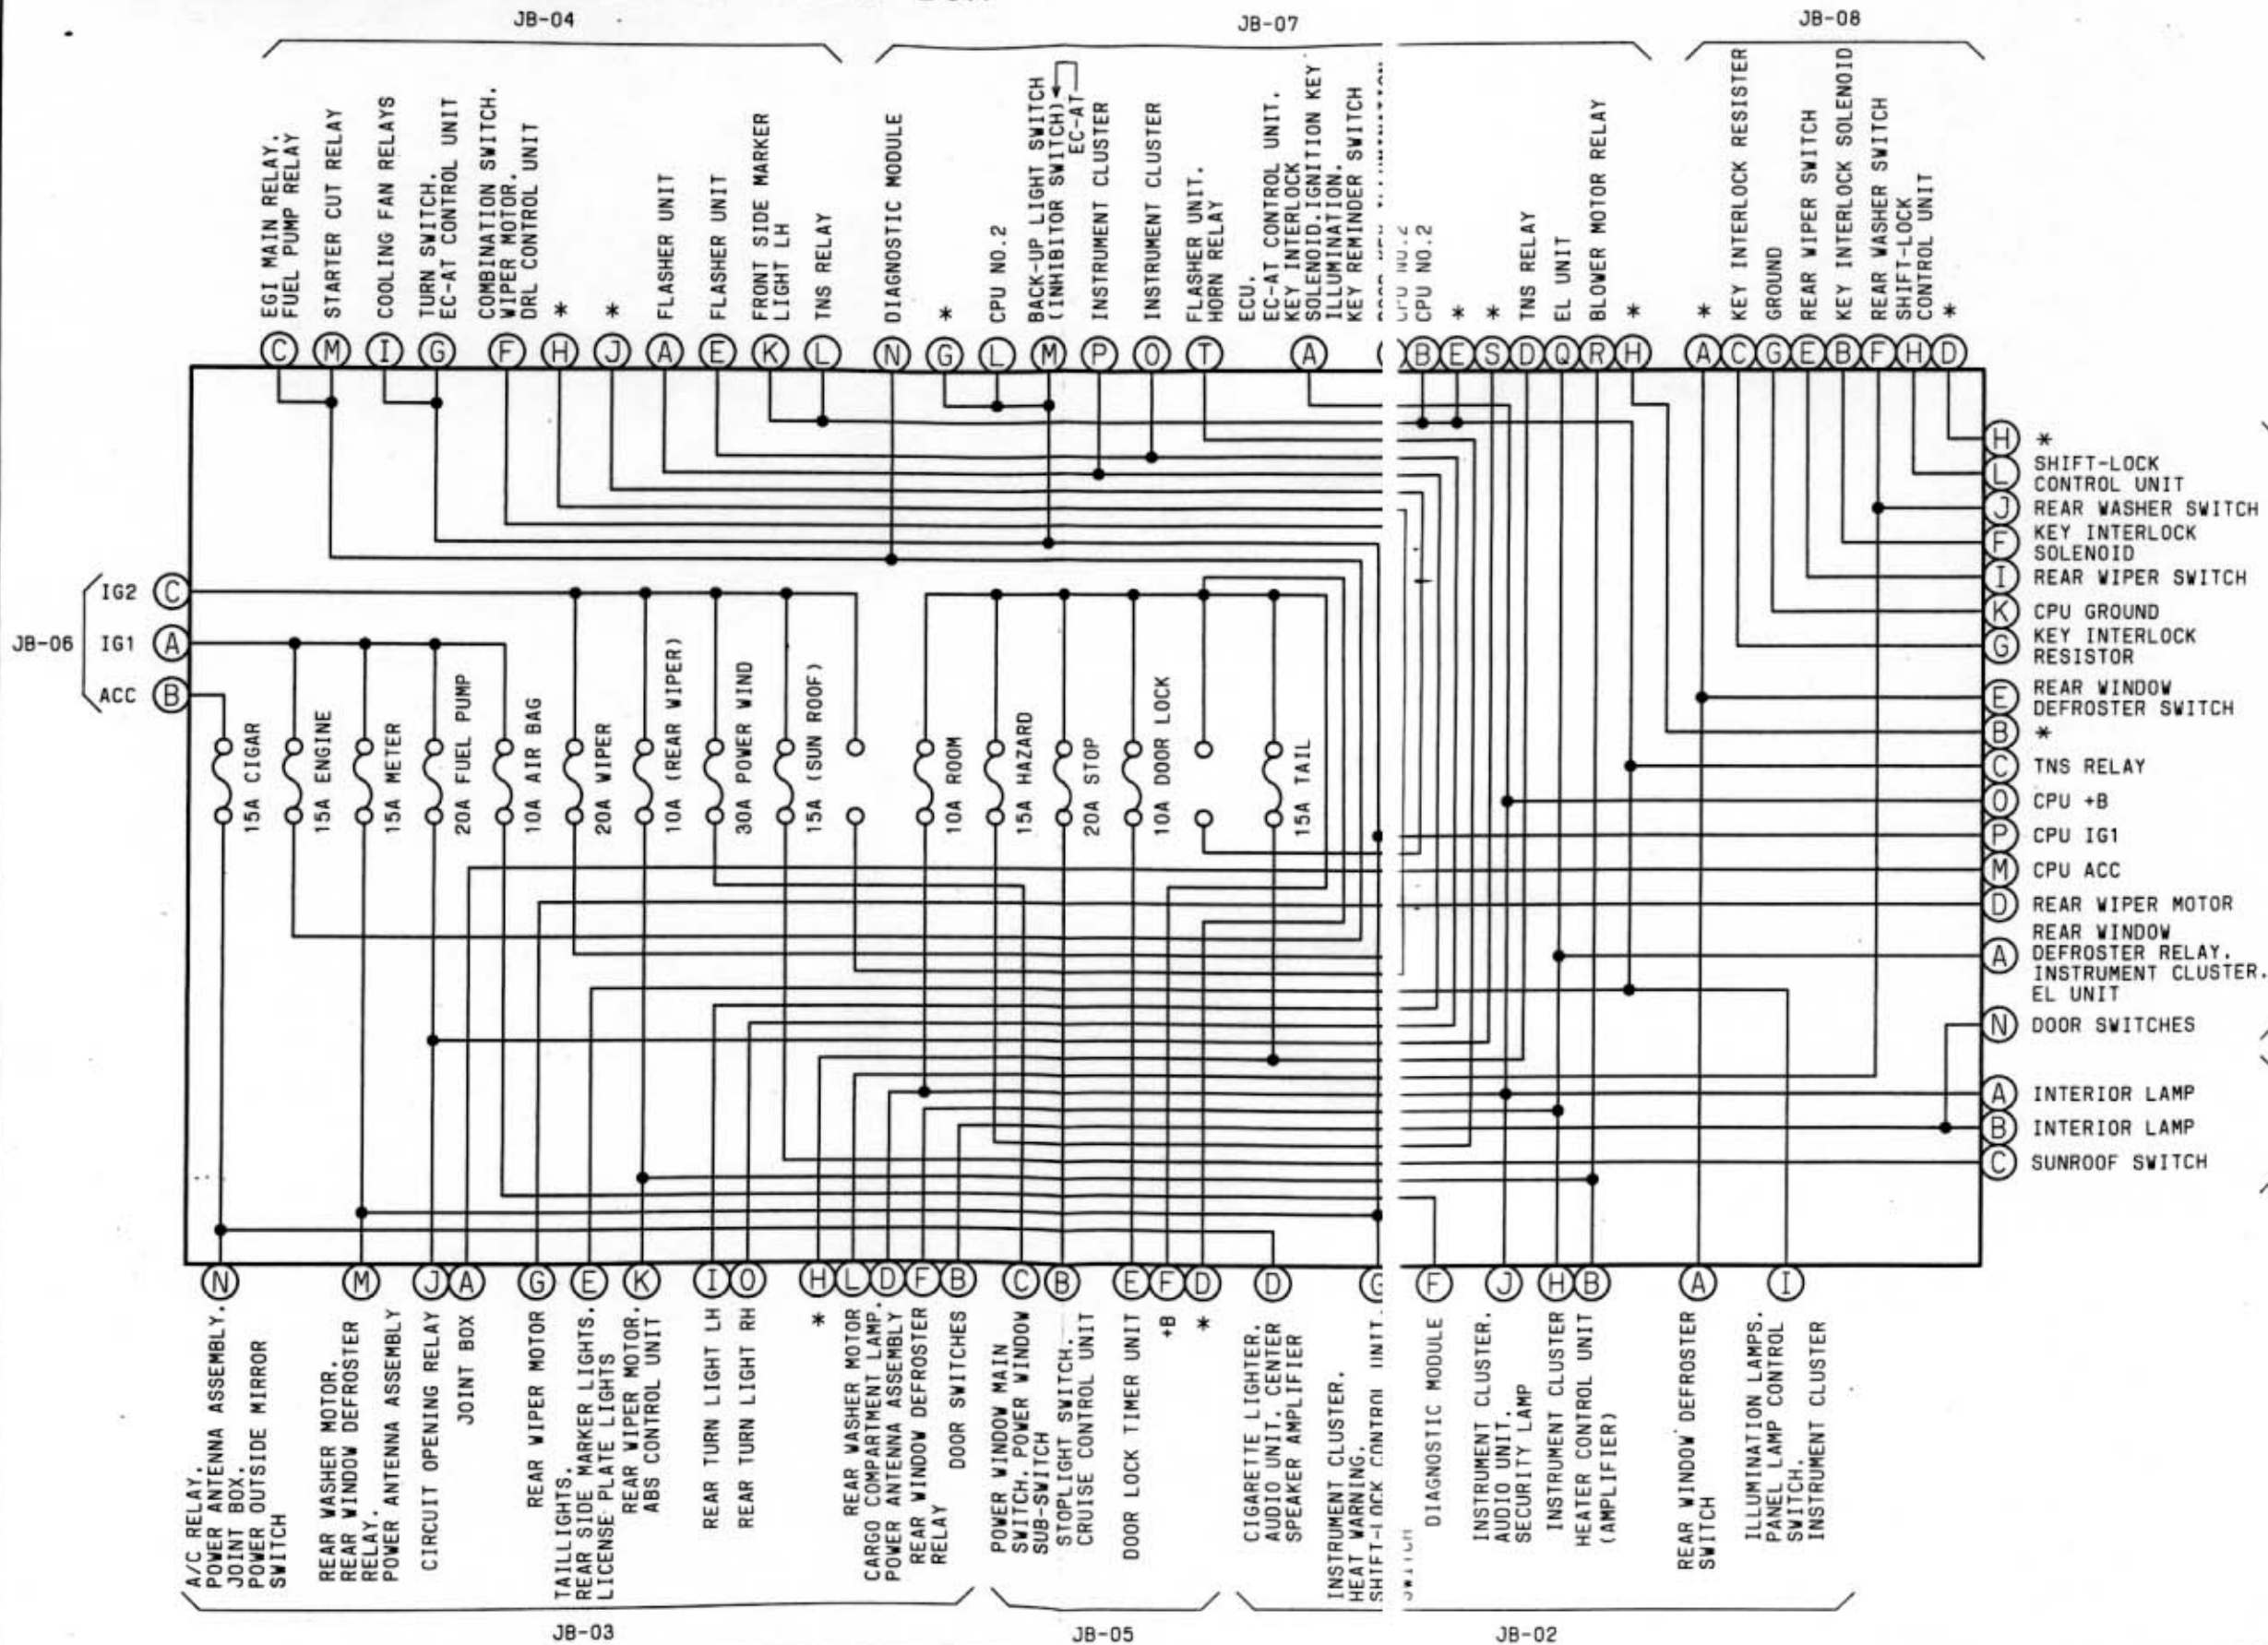 JB-04
JB-07
JB-08
EGI MAIN RELAY.
FUEL PUMP RELAY
STARTER CUT RELAY
COOLING FAN RELAYS
TURN SWITCH.
EC-AT CONTROL UNIT
COMBINATION SWITCH.
WIPER MOTOR.
DRL CONTROL UNIT
*
*
FLASHER UNIT
FLASHER UNIT
FRONT SIDE MARKER
LIGHT LH
TNS RELAY
DIAGNOSTIC MODULE
*
CPU NO.2
BACK-UP LIGHT SWITCH
(INHIBITOR SWITCH)
EC-AT
INSTRUMENT CLUSTER
INSTRUMENT CLUSTER
FLASHER UNIT.
HORN RELAY
ECU.
EC-AT CONTROL UNIT.
KEY INTERLOCK
SOLENOID.IGNITION KEY
ILLUMINATION.
KEY REMINDER SWITCH
CPU NO.2
CPU NO.2
*
*
TNS RELAY
EL UNIT
BLOWER MOTOR RELAY
*
*
KEY INTERLOCK RESISTER
GROUND
REAR WIPER SWITCH
KEY INTERLOCK SOLENOID
REAR WASHER SWITCH
SHIFT-LOCK
CONTROL UNIT
*
C M I G F H J A E K L N G L M P O T A B E S D Q R H A C G E B F H D
H *
L SHIFT-LOCK
CONTROL UNIT
J REAR WASHER SWITCH
F KEY INTERLOCK
SOLENOID
I REAR WIPER SWITCH
K CPU GROUND
G KEY INTERLOCK
RESISTOR
E REAR WINDOW
DEFROSTER SWITCH
B *
C TNS RELAY
O CPU +B
P CPU IG1
M CPU ACC
D REAR WIPER MOTOR
A REAR WINDOW
DEFROSTER RELAY.
INSTRUMENT CLUSTER.
EL UNIT
N DOOR SWITCHES
A INTERIOR LAMP
B INTERIOR LAMP
C SUNROOF SWITCH
JB-06
IG2 C
IG1 A
ACC B
15A CIGAR
15A ENGINE
15A METER
20A FUEL PUMP
10A AIR BAG
20A WIPER
10A (REAR WIPER)
30A POWER WIND
15A (SUN ROOF)
10A ROOM
15A HAZARD
20A STOP
10A DOOR LOCK
15A TAIL
N M J A G E K I O H L D F B C B E F D D G F J H B A I
A/C RELAY.
POWER ANTENNA ASSEMBLY.
JOINT BOX.
POWER OUTSIDE MIRROR
SWITCH
REAR WASHER MOTOR.
REAR WINDOW DEFROSTER
RELAY.
POWER ANTENNA ASSEMBLY
CIRCUIT OPENING RELAY
JOINT BOX
REAR WIPER MOTOR
TAILLIGHTS.
REAR SIDE MARKER LIGHTS.
LICENSE PLATE LIGHTS
REAR WIPER MOTOR.
ABS CONTROL UNIT
REAR TURN LIGHT LH
REAR TURN LIGHT RH
*
REAR WASHER MOTOR
CARGO COMPARTMENT LAMP.
POWER ANTENNA ASSEMBLY
REAR WINDOW DEFROSTER
RELAY
DOOR SWITCHES
POWER WINDOW MAIN
SWITCH. POWER WINDOW
SUB-SWITCH
STOPLIGHT SWITCH.
CRUISE CONTROL UNIT
DOOR LOCK TIMER UNIT
+B
*
CIGARETTE LIGHTER.
AUDIO UNIT. CENTER
SPEAKER AMPLIFIER
INSTRUMENT CLUSTER.
HEAT WARNING.
SHIFT-LOCK CONTROL UNIT.
SWITCH
DIAGNOSTIC MODULE
INSTRUMENT CLUSTER.
AUDIO UNIT.
SECURITY LAMP
INSTRUMENT CLUSTER
HEATER CONTROL UNIT
(AMPLIFIER)
REAR WINDOW DEFROSTER
SWITCH
ILLUMINATION LAMPS.
PANEL LAMP CONTROL
SWITCH.
INSTRUMENT CLUSTER
JB-03
JB-05
JB-02